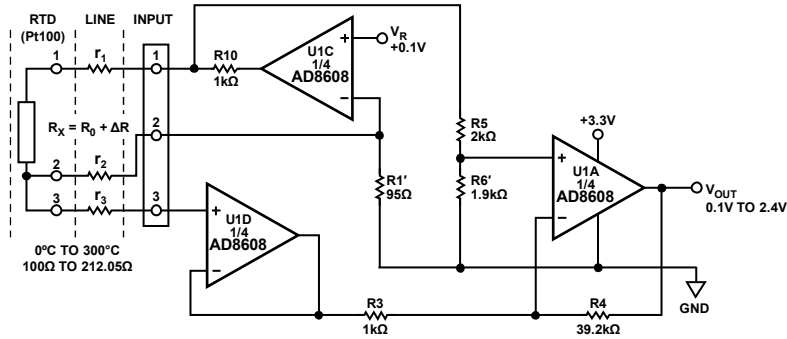 RTD
(Pt100)
LINE
INPUT
1
r1
1
R10
1kΩ
U1C
1/4
AD8608
+
−
VR
+0.1V
RX = R0 + ΔR
2
2
r2
3
r3
3
0ºC TO 300°C
100Ω TO 212.05Ω
+
U1D
1/4
AD8608
−
R1′
95Ω
R5
2kΩ
R6′
1.9kΩ
+3.3V
+
U1A
1/4
AD8608
−
VOUT
0.1V TO 2.4V
GND
R3
1kΩ
R4
39.2kΩ